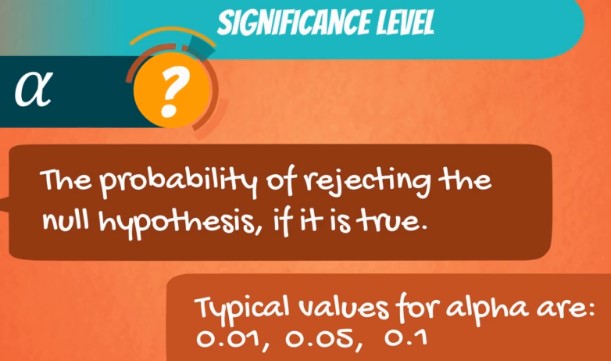 SIGNIFICANCE LEVEL
α
?
The probability of rejecting the
null hypothesis, if it is true.
Typical values for alpha are:
0.01, 0.05, 0.1